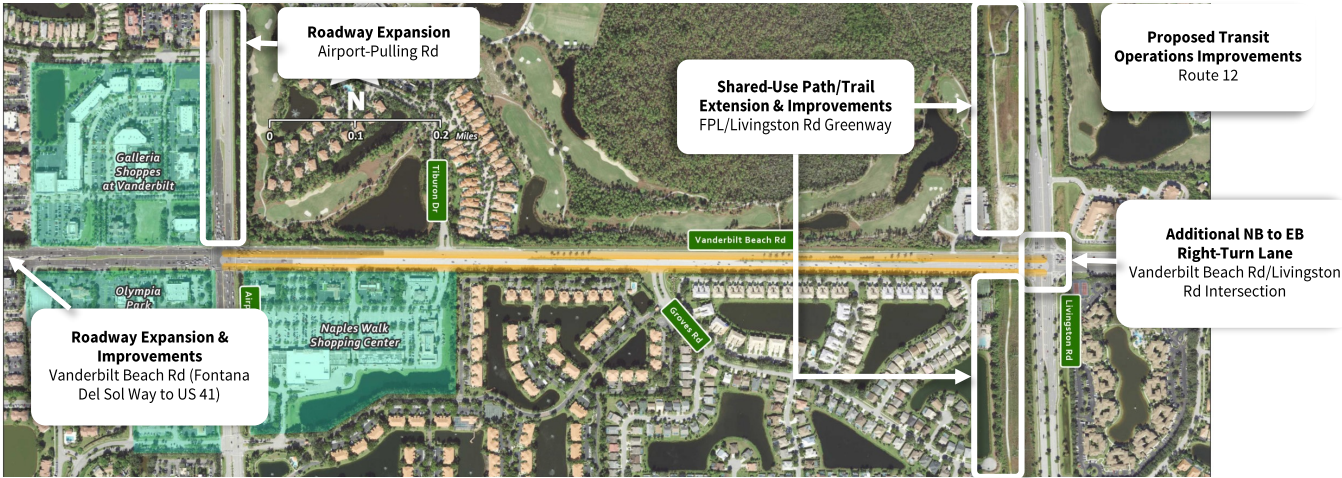 Roadway Expansion
Airport-Pulling Rd
N
0 0.1 0.2 Miles
Galleria
Shoppes
at Vanderbilt
Tiburon Dr
Shared-Use Path/Trail
Extension & Improvements
FPL/Livingston Rd Greenway
Proposed Transit
Operations Improvements
Route 12
Vanderbilt Beach Rd
Additional NB to EB
Right-Turn Lane
Vanderbilt Beach Rd/Livingston
Rd Intersection
Olympia
Park
Naples Walk
Shopping Center
Groves Rd
Livingston Rd
Roadway Expansion &
Improvements
Vanderbilt Beach Rd (Fontana
Del Sol Way to US 41)